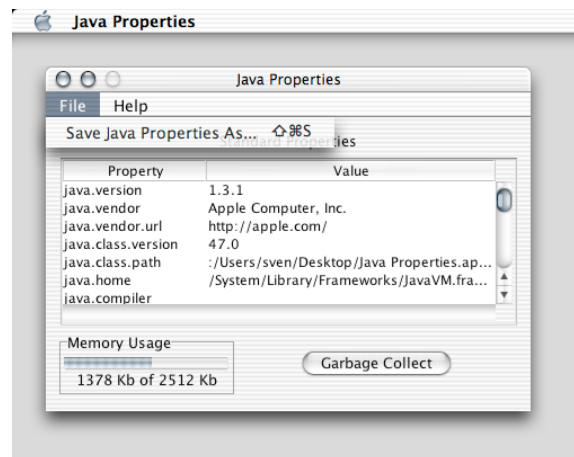 Java Properties
Java Properties
File Help
Save Java Properties As... ⇧⌘S
Standard Properties
Property Value
java.version 1.3.1
java.vendor Apple Computer, Inc.
java.vendor.url http://apple.com/
java.class.version 47.0
java.class.path :/Users/sven/Desktop/Java Properties.ap...
java.home /System/Library/Frameworks/JavaVM.fra...
java.compiler
Memory Usage
1378 Kb of 2512 Kb
Garbage Collect